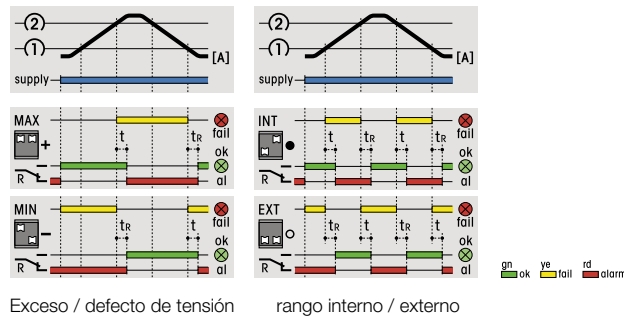 2
1
[A]
supply
MAX
+
t
tR
fail
ok
R
al
MIN
−
tR
t
fail
ok
R
al
Exceso / defecto de tensión
2
1
[A]
supply
INT
t tR t tR
fail
ok
R
al
EXT
tR t tR t
fail
ok
R
al
rango interno / externo
gn ok
ye fail
rd alarm